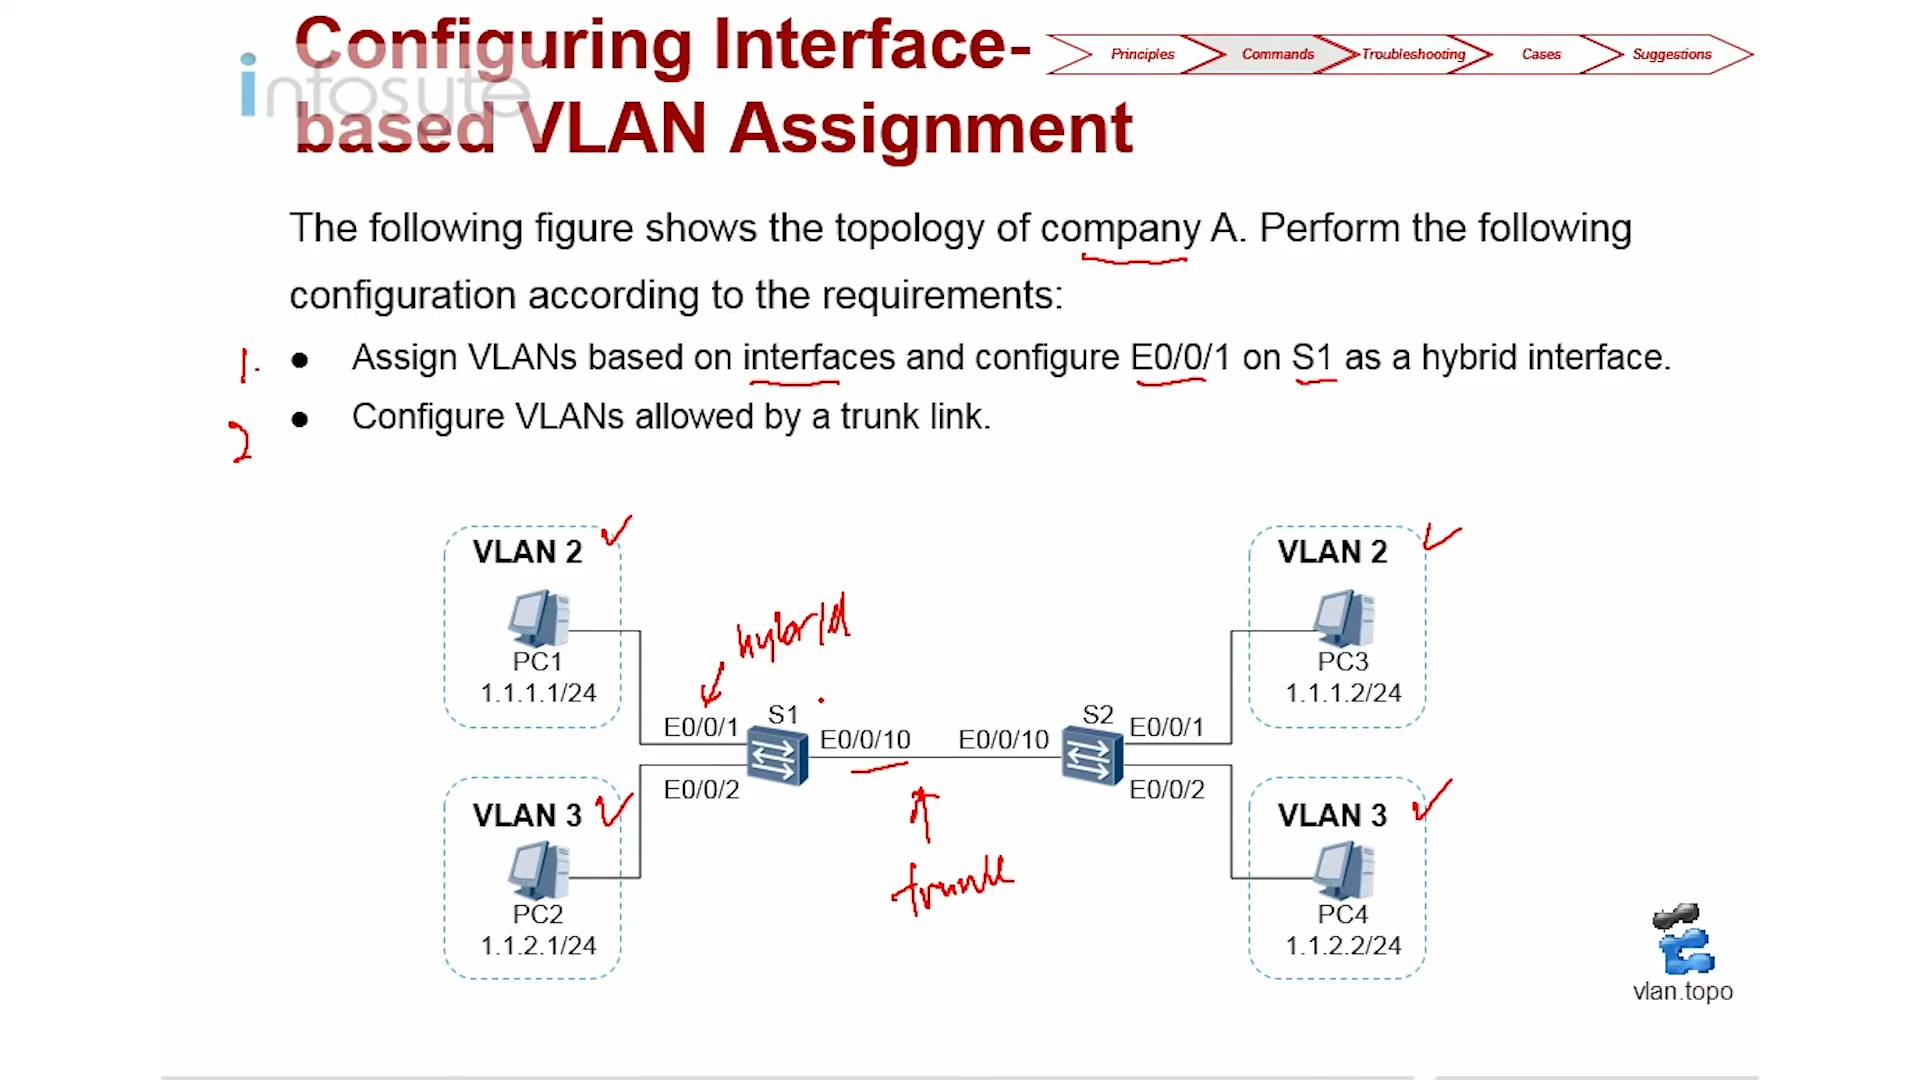 Configuring Interface-
based VLAN Assignment
infosyte
Principles
Commands
Troubleshooting
Cases
Suggestions
The following figure shows the topology of company A. Perform the following
configuration according to the requirements:
1. ● Assign VLANs based on interfaces and configure E0/0/1 on S1 as a hybrid interface.
2 ● Configure VLANs allowed by a trunk link.
VLAN 2
PC1
1.1.1.1/24
VLAN 3
PC2
1.1.2.1/24
hybrid
E0/0/1
E0/0/2
S1
E0/0/10
trunk
E0/0/10
S2
E0/0/1
E0/0/2
VLAN 2
PC3
1.1.1.2/24
VLAN 3
PC4
1.1.2.2/24
vlan.topo